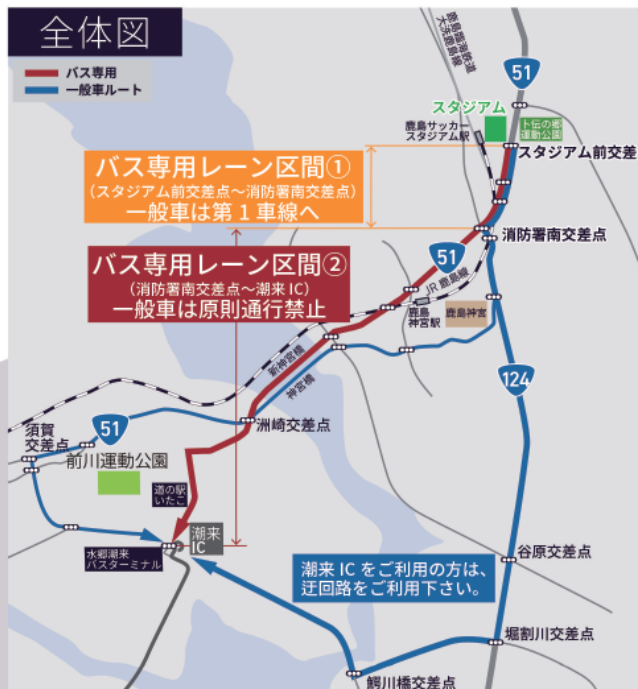 全体図
バス専用
一般車ルート
鹿島臨海鉄道
大洗鹿島線
51
スタジアム
鹿島サッカー
スタジアム駅
卜伝の郷
運動公園
スタジアム前交差
バス専用レーン区間①
(スタジアム前交差点～消防署南交差点)
一般車は第1車線へ
消防署南交差点
バス専用レーン区間②
(消防署南交差点～潮来 IC)
一般車は原則通行禁止
51
JR 鹿島線
鹿島
神宮駅
鹿島神宮
新神宮橋
神宮橋
124
51
洲崎交差点
須賀
交差点
前川運動公園
道の駅
いたこ
潮来
IC
水郷潮来
バスターミナル
潮来 IC をご利用の方は、
迂回路をご利用下さい。
谷原交差点
堀割川交差点
鰐川橋交差点